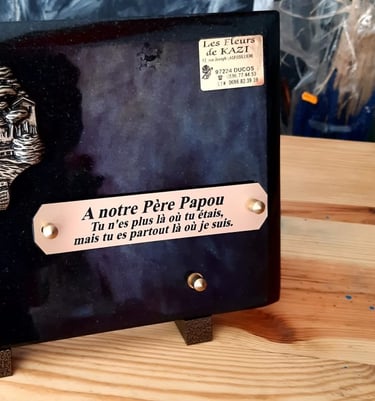 Les Fleurs
de KAZI
97224 DUCOS
A notre Père Papou
Tu n'es plus là où tu étais,
mais tu es partout là où je suis.